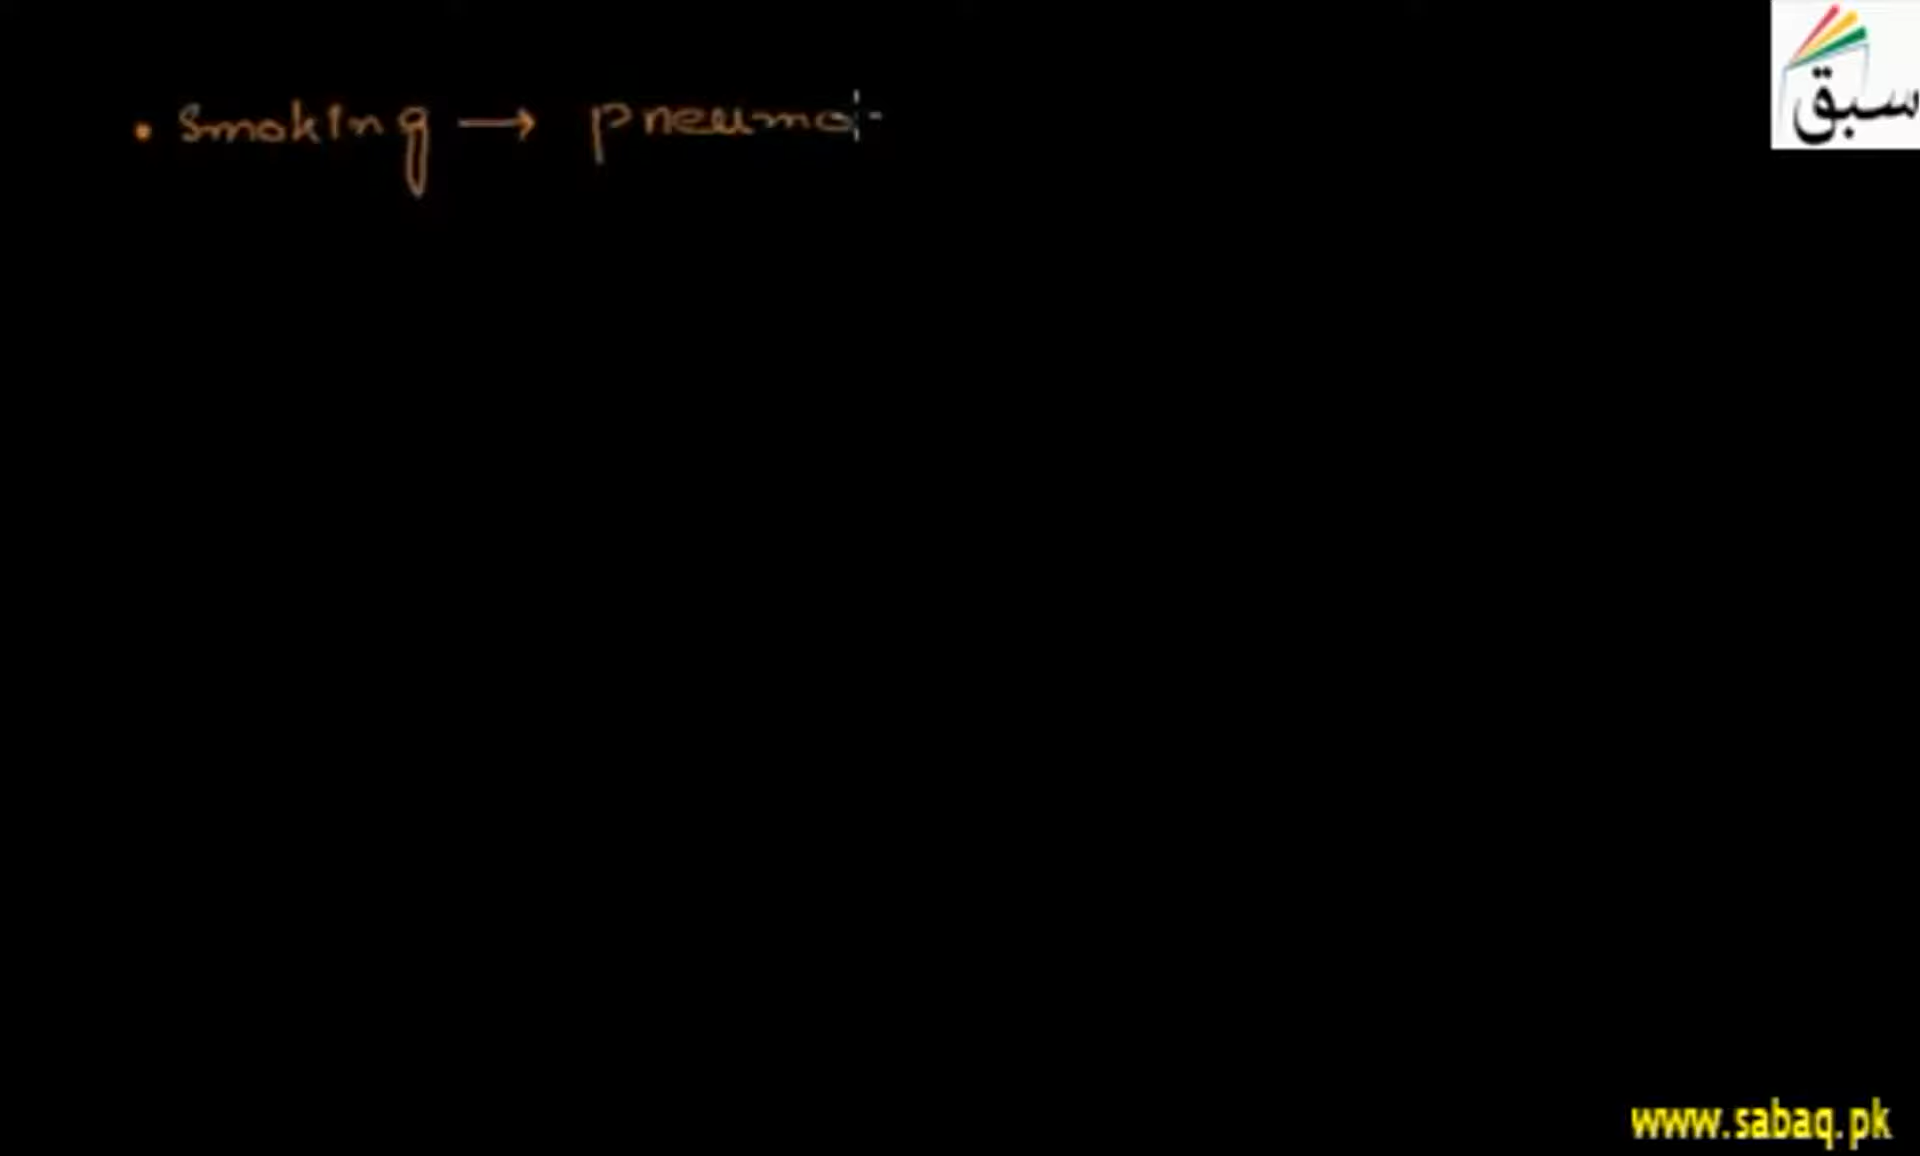 سبق
• smoking → pneumo
www.sabaq.pk